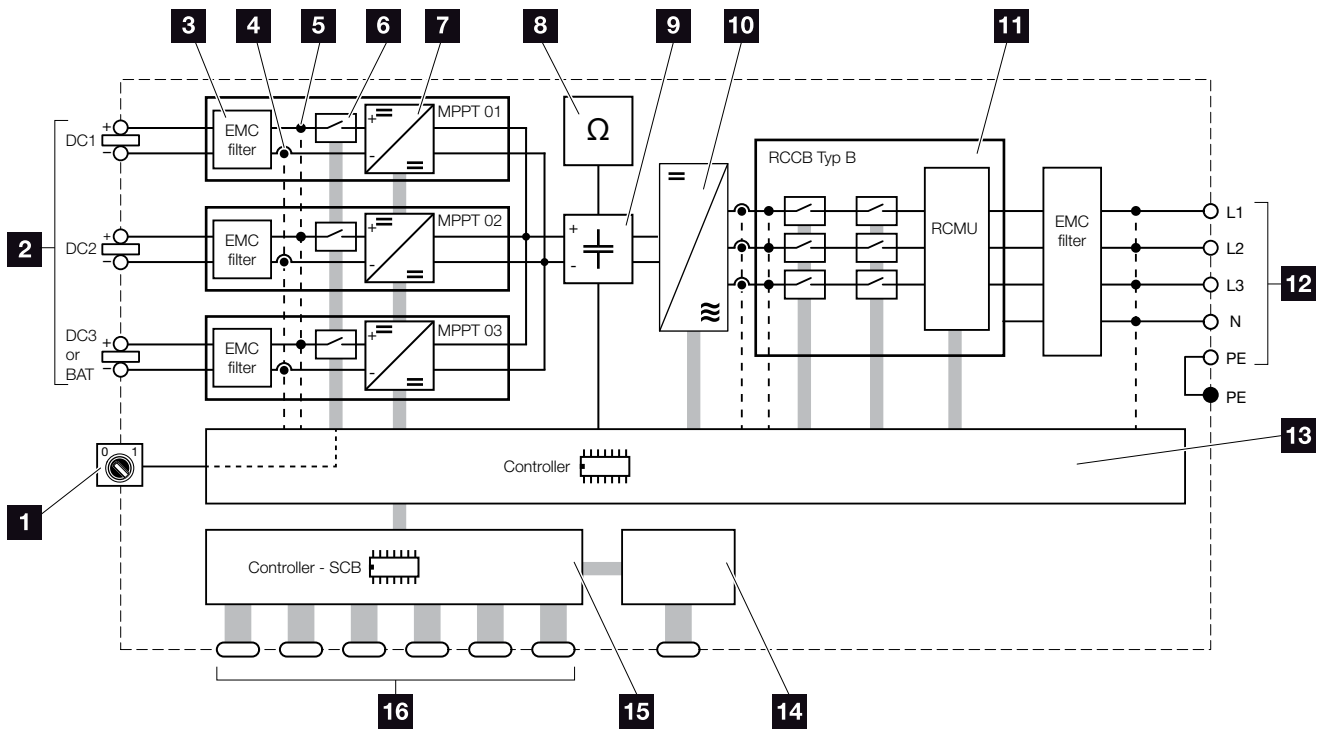 3 4 5 6 7 8 9 10 11
EMC
filter
+
=
-
=
MPPT 01
DC1
+
−
Ω
RCCB Typ B
RCMU
EMC
filter
2
DC2
+
−
EMC
filter
+
=
-
=
MPPT 02
+
-
=
≋
L1
L2
L3
N
PE
PE
12
DC3
or
BAT
+
−
EMC
filter
+
=
-
=
MPPT 03
0 1
1
Controller
13
Controller - SCB
16 15 14